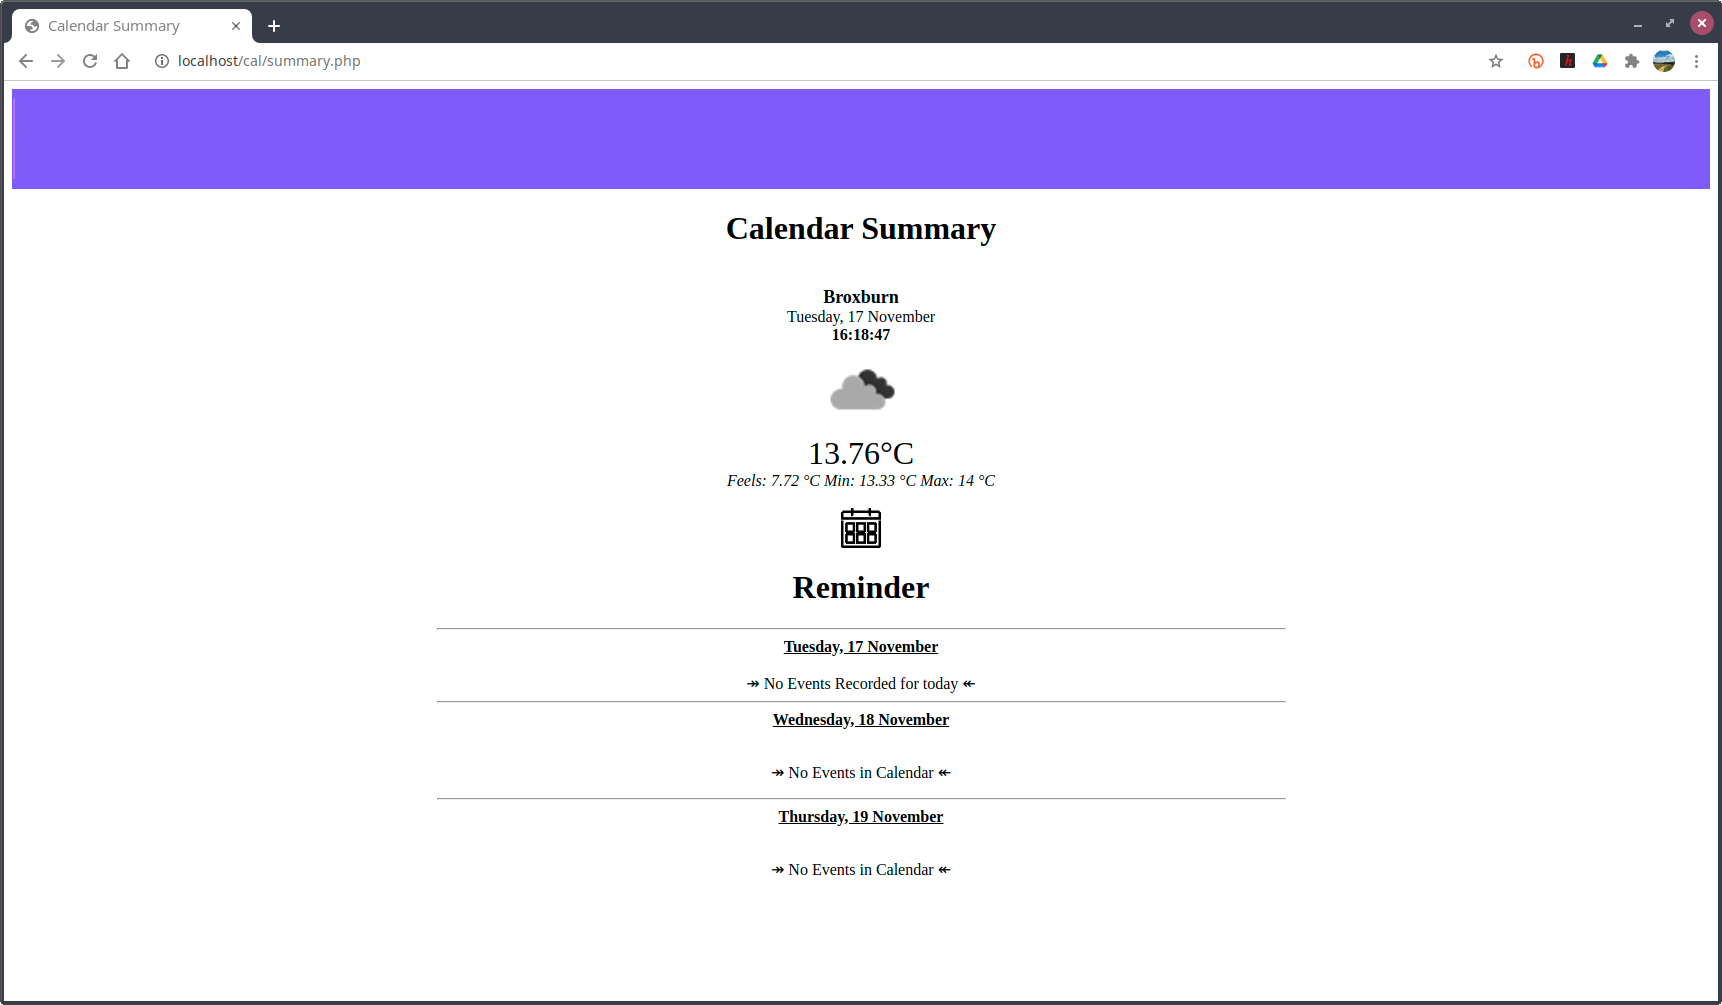 Calendar Summary
localhost/cal/summary.php
Calendar Summary
Broxburn
Tuesday, 17 November
16:18:47
13.76°C
Feels: 7.72 °C Min: 13.33 °C Max: 14 °C
Reminder
Tuesday, 17 November
↠ No Events Recorded for today ↞
Wednesday, 18 November
↠ No Events in Calendar ↞
Thursday, 19 November
↠ No Events in Calendar ↞